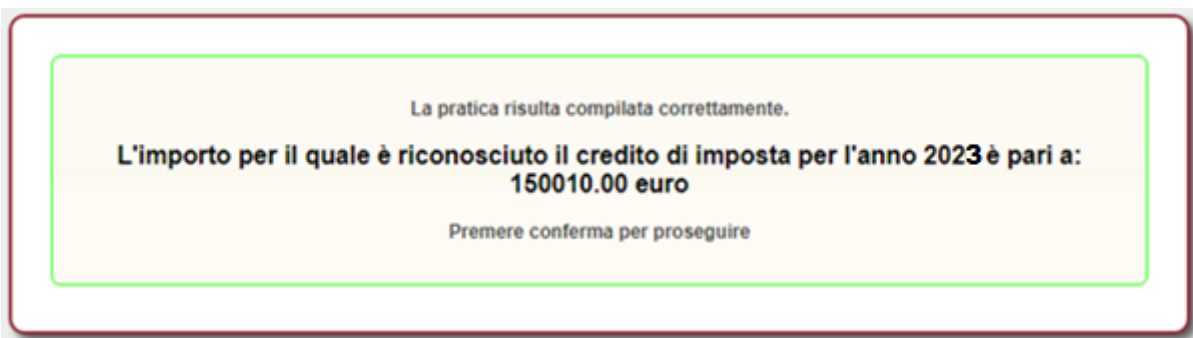 La pratica risulta compilata correttamente.
L'importo per il quale è riconosciuto il credito di imposta per l'anno 2023 è pari a:
150010.00 euro
Premere conferma per proseguire